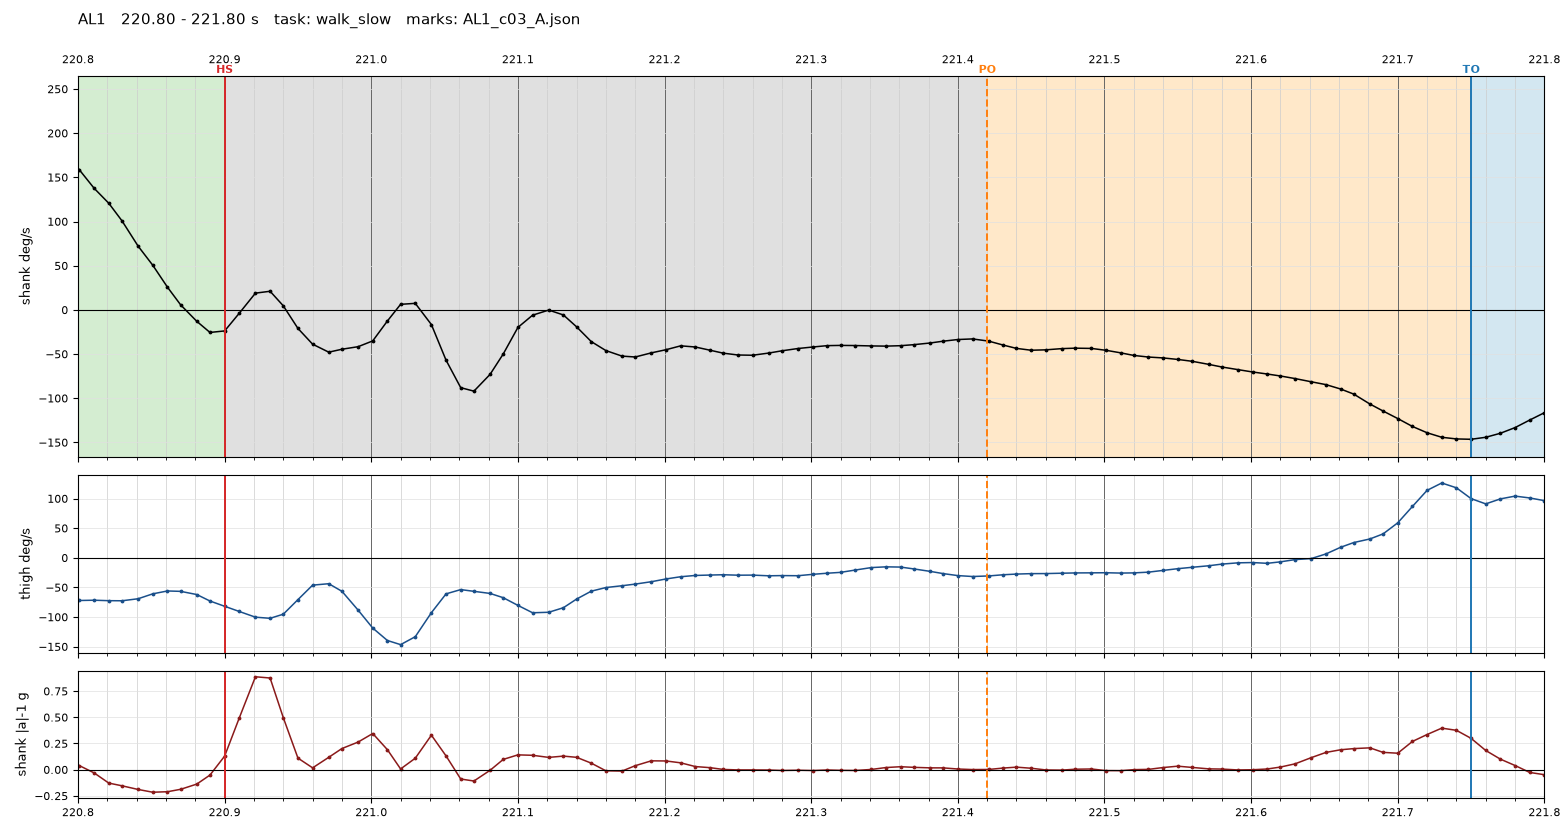 AL1   220.80 - 221.80 s   task: walk_slow   marks: AL1_c03_A.json
220.8 220.9 221.0 221.1 221.2 221.3 221.4 221.5 221.6 221.7 221.8
HS PO TO
250
200
150
100
50
0
−50
−100
−150
shank deg/s
100
50
0
−50
−100
−150
thigh deg/s
0.75
0.50
0.25
0.00
−0.25
shank |a|-1 g
220.8 220.9 221.0 221.1 221.2 221.3 221.4 221.5 221.6 221.7 221.8